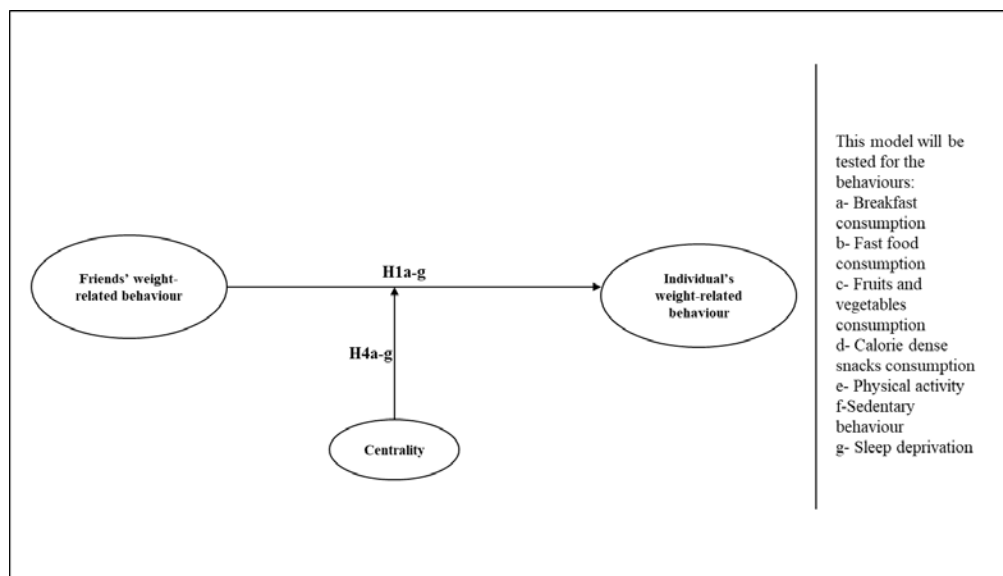 Friends' weight-
related behaviour
H1a-g
Individual's
weight-related
behaviour
H4a-g
Centrality
This model will be
tested for the
behaviours:
a- Breakfast
consumption
b- Fast food
consumption
c- Fruits and
vegetables
consumption
d- Calorie dense
snacks consumption
e- Physical activity
f-Sedentary
behaviour
g- Sleep deprivation